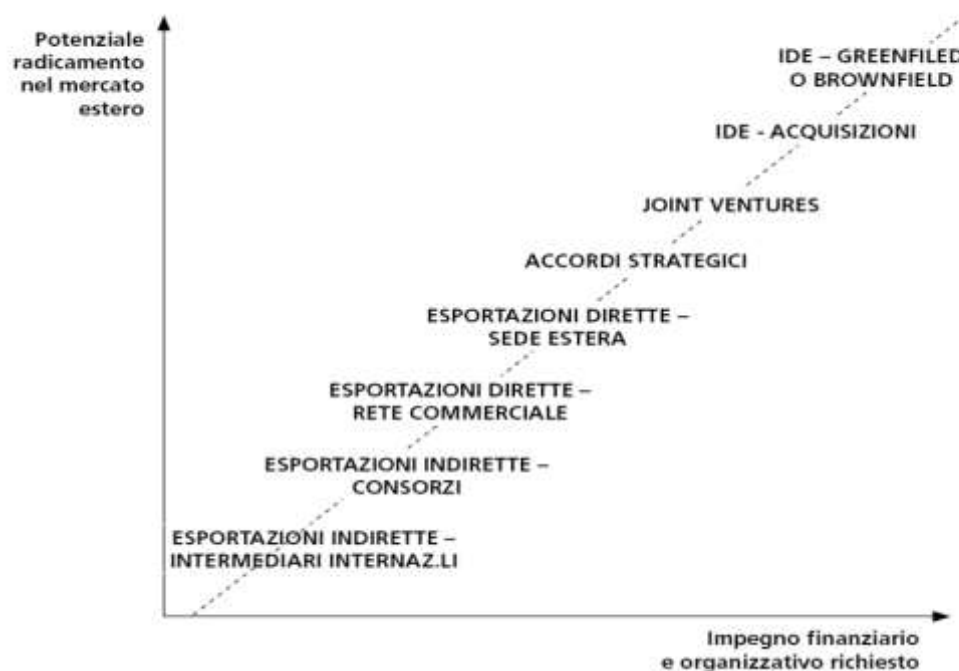 Potenziale
radicamento
nel mercato
estero
IDE – GREENFILED
O BROWNFIELD
IDE - ACQUISIZIONI
JOINT VENTURES
ACCORDI STRATEGICI
ESPORTAZIONI DIRETTE –
SEDE ESTERA
ESPORTAZIONI DIRETTE –
RETE COMMERCIALE
ESPORTAZIONI INDIRETTE –
CONSORZI
ESPORTAZIONI INDIRETTE –
INTERMEDIARI INTERNAZ.LI
Impegno finanziario
e organizzativo richiesto